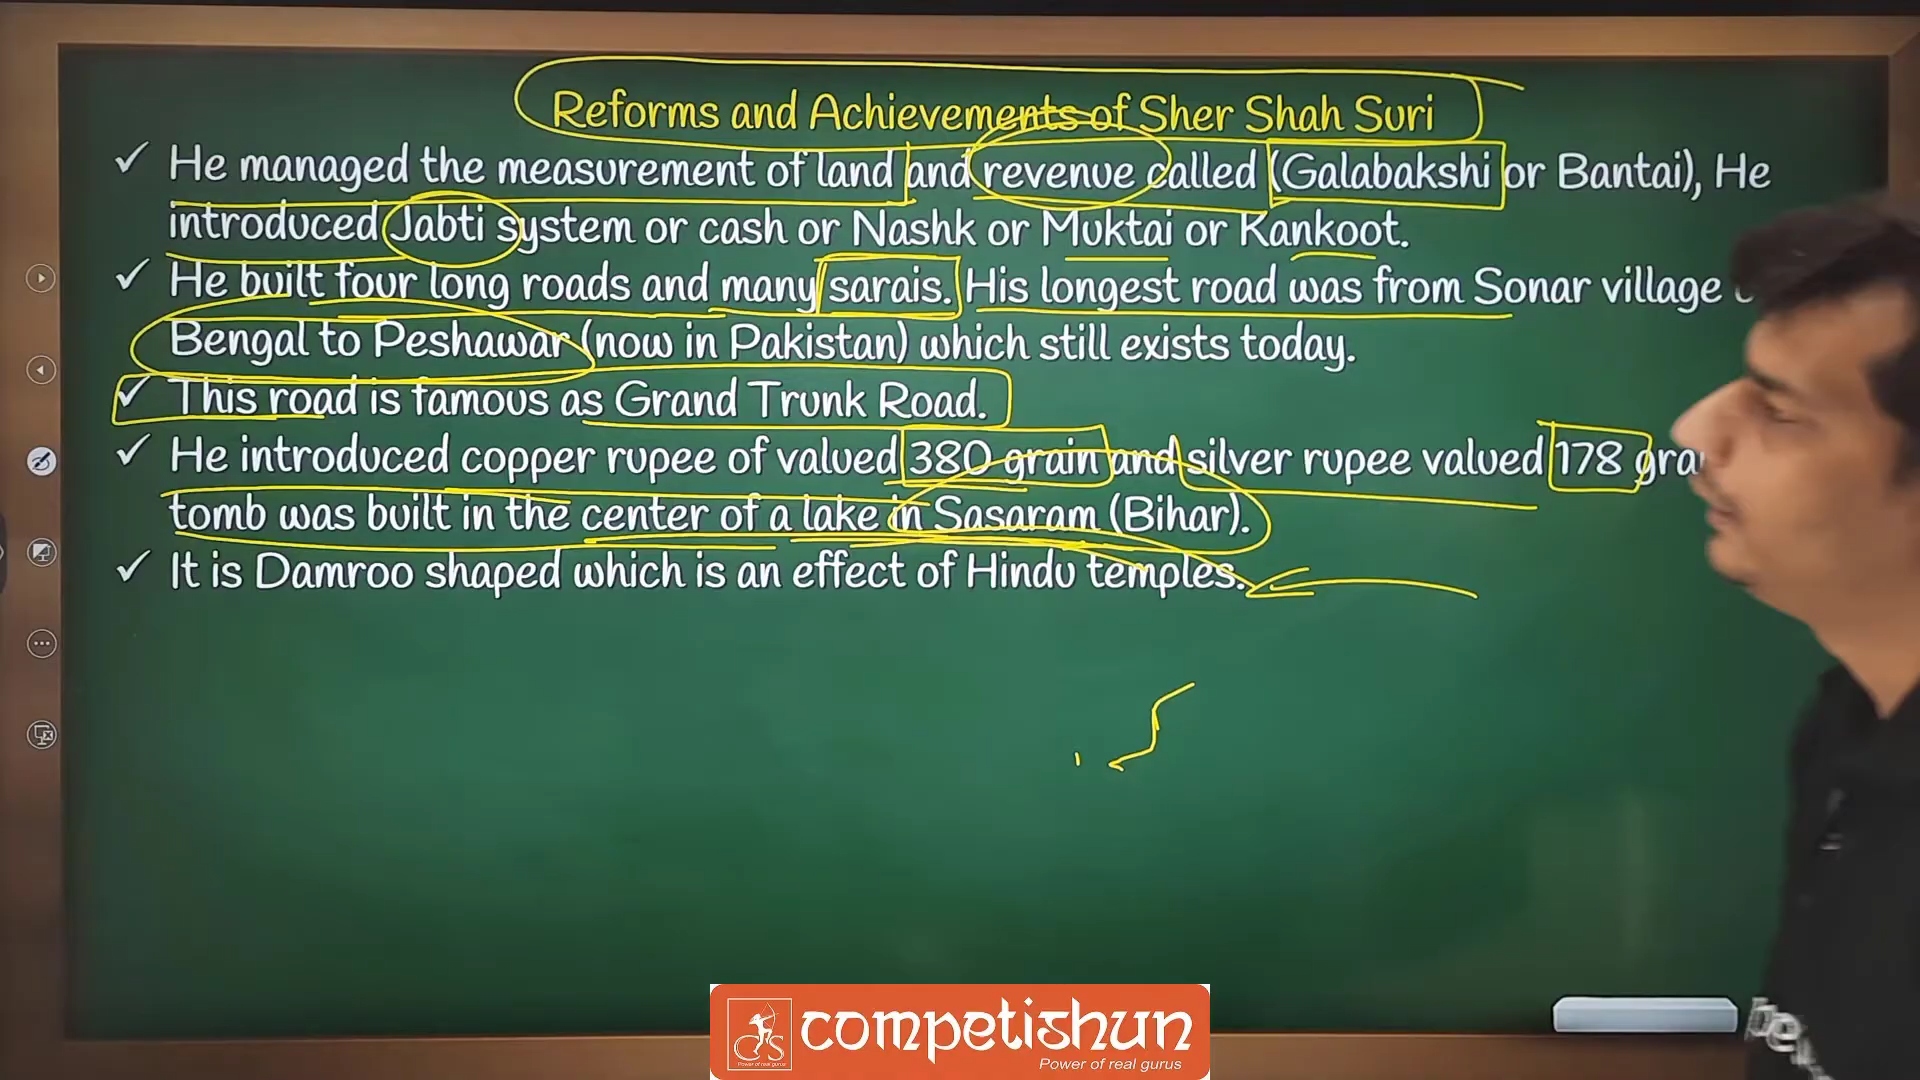 Reforms and Achievements of Sher Shah Suri
✓ He managed the measurement of land and revenue called (Galabakshi or Bantai), He
introduced Jabti system or cash or Nashk or Muktai or Kankoot.
✓ He built four long roads and many sarais. His longest road was from Sonar village
Bengal to Peshawar (now in Pakistan) which still exists today.
✓ This road is famous as Grand Trunk Road.
✓ He introduced copper rupee of valued 380 grain and silver rupee valued 178
tomb was built in the center of a lake in Sasaram (Bihar).
✓ It is Damroo shaped which is an effect of Hindu temples.
competishun
Power of real gurus